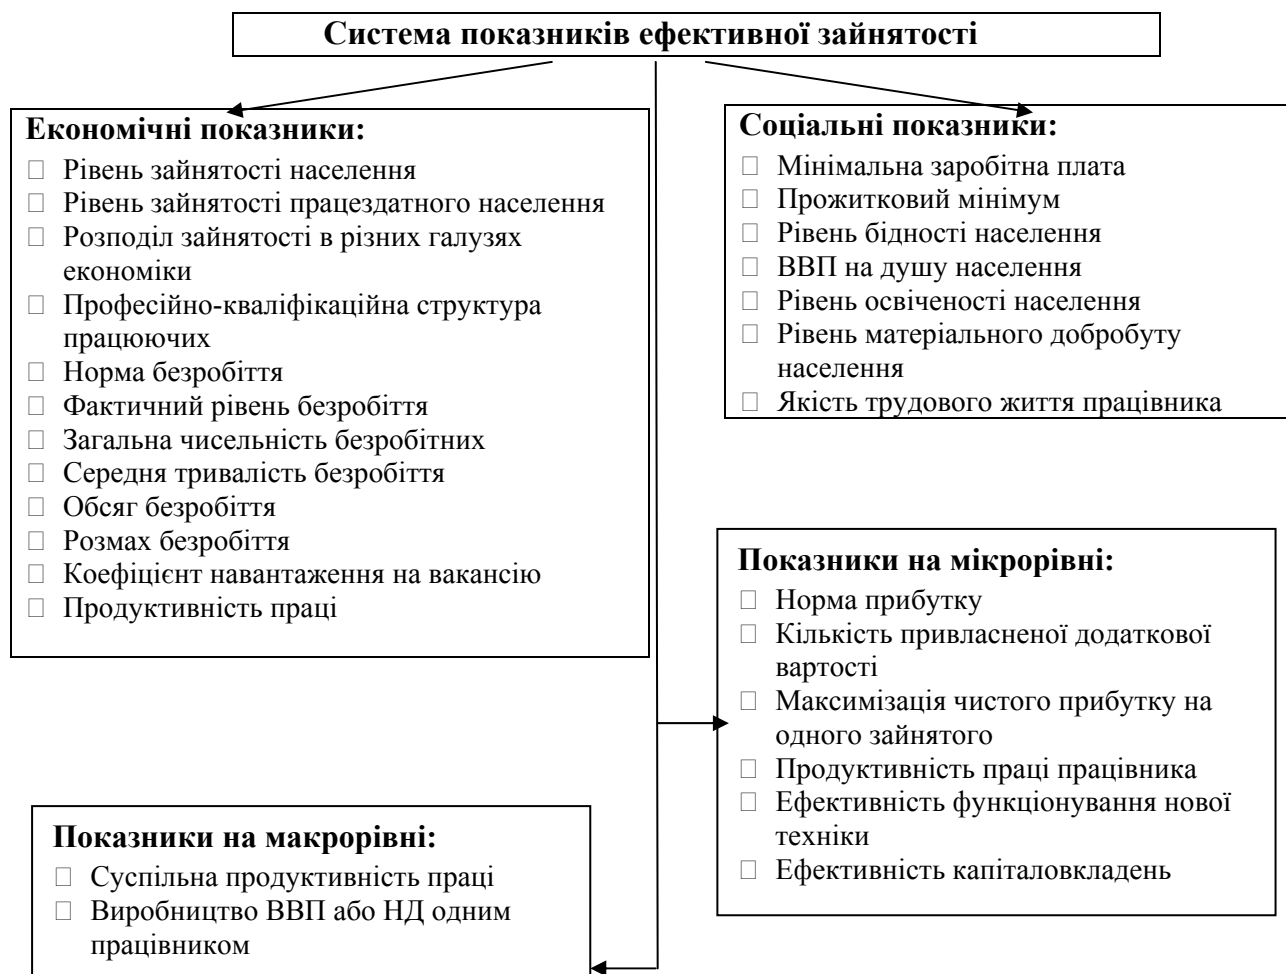 Система показників ефективної зайнятості
Економічні показники:
Рівень зайнятості населення
Рівень зайнятості працездатного населення
Розподіл зайнятості в різних галузях
економіки
Професійно-кваліфікаційна структура
працюючих
Норма безробіття
Фактичний рівень безробіття
Загальна чисельність безробітних
Середня тривалість безробіття
Обсяг безробіття
Розмах безробіття
Коефіцієнт навантаження на вакансію
Продуктивність праці
Соціальні показники:
Мінімальна заробітна плата
Прожитковий мінімум
Рівень бідності населення
ВВП на душу населення
Рівень освіченості населення
Рівень матеріального добробуту
населення
Якість трудового життя працівника
Показники на мікрорівні:
Норма прибутку
Кількість привласненої додаткової
вартості
Максимізація чистого прибутку на
одного зайнятого
Продуктивність праці працівника
Ефективність функціонування нової
техніки
Ефективність капіталовкладень
Показники на макрорівні:
Суспільна продуктивність праці
Виробництво ВВП або НД одним
працівником